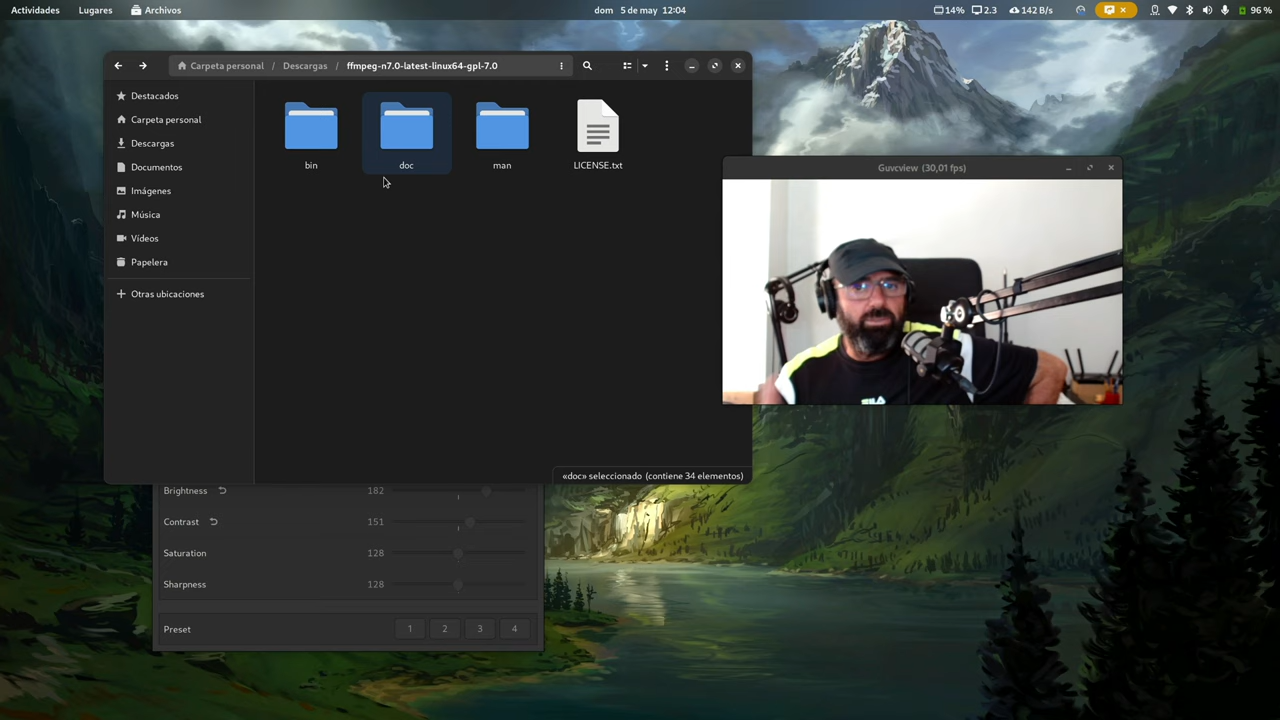 Actividades Lugares Archivos dom 5 de may 12:04 14% 2.3 142 B/s 96 %
Carpeta personal / Descargas / ffmpeg-n7.0-latest-linux64-gpl-7.0
Destacados
Carpeta personal
Descargas
Documentos
Imágenes
Música
Vídeos
Papelera
Otras ubicaciones
bin doc man LICENSE.txt
«doc» seleccionado (contiene 34 elementos)
Guvcview (30,01 fps)
FILA
Brightness 182
Contrast 151
Saturation 128
Sharpness 128
Preset 1 2 3 4